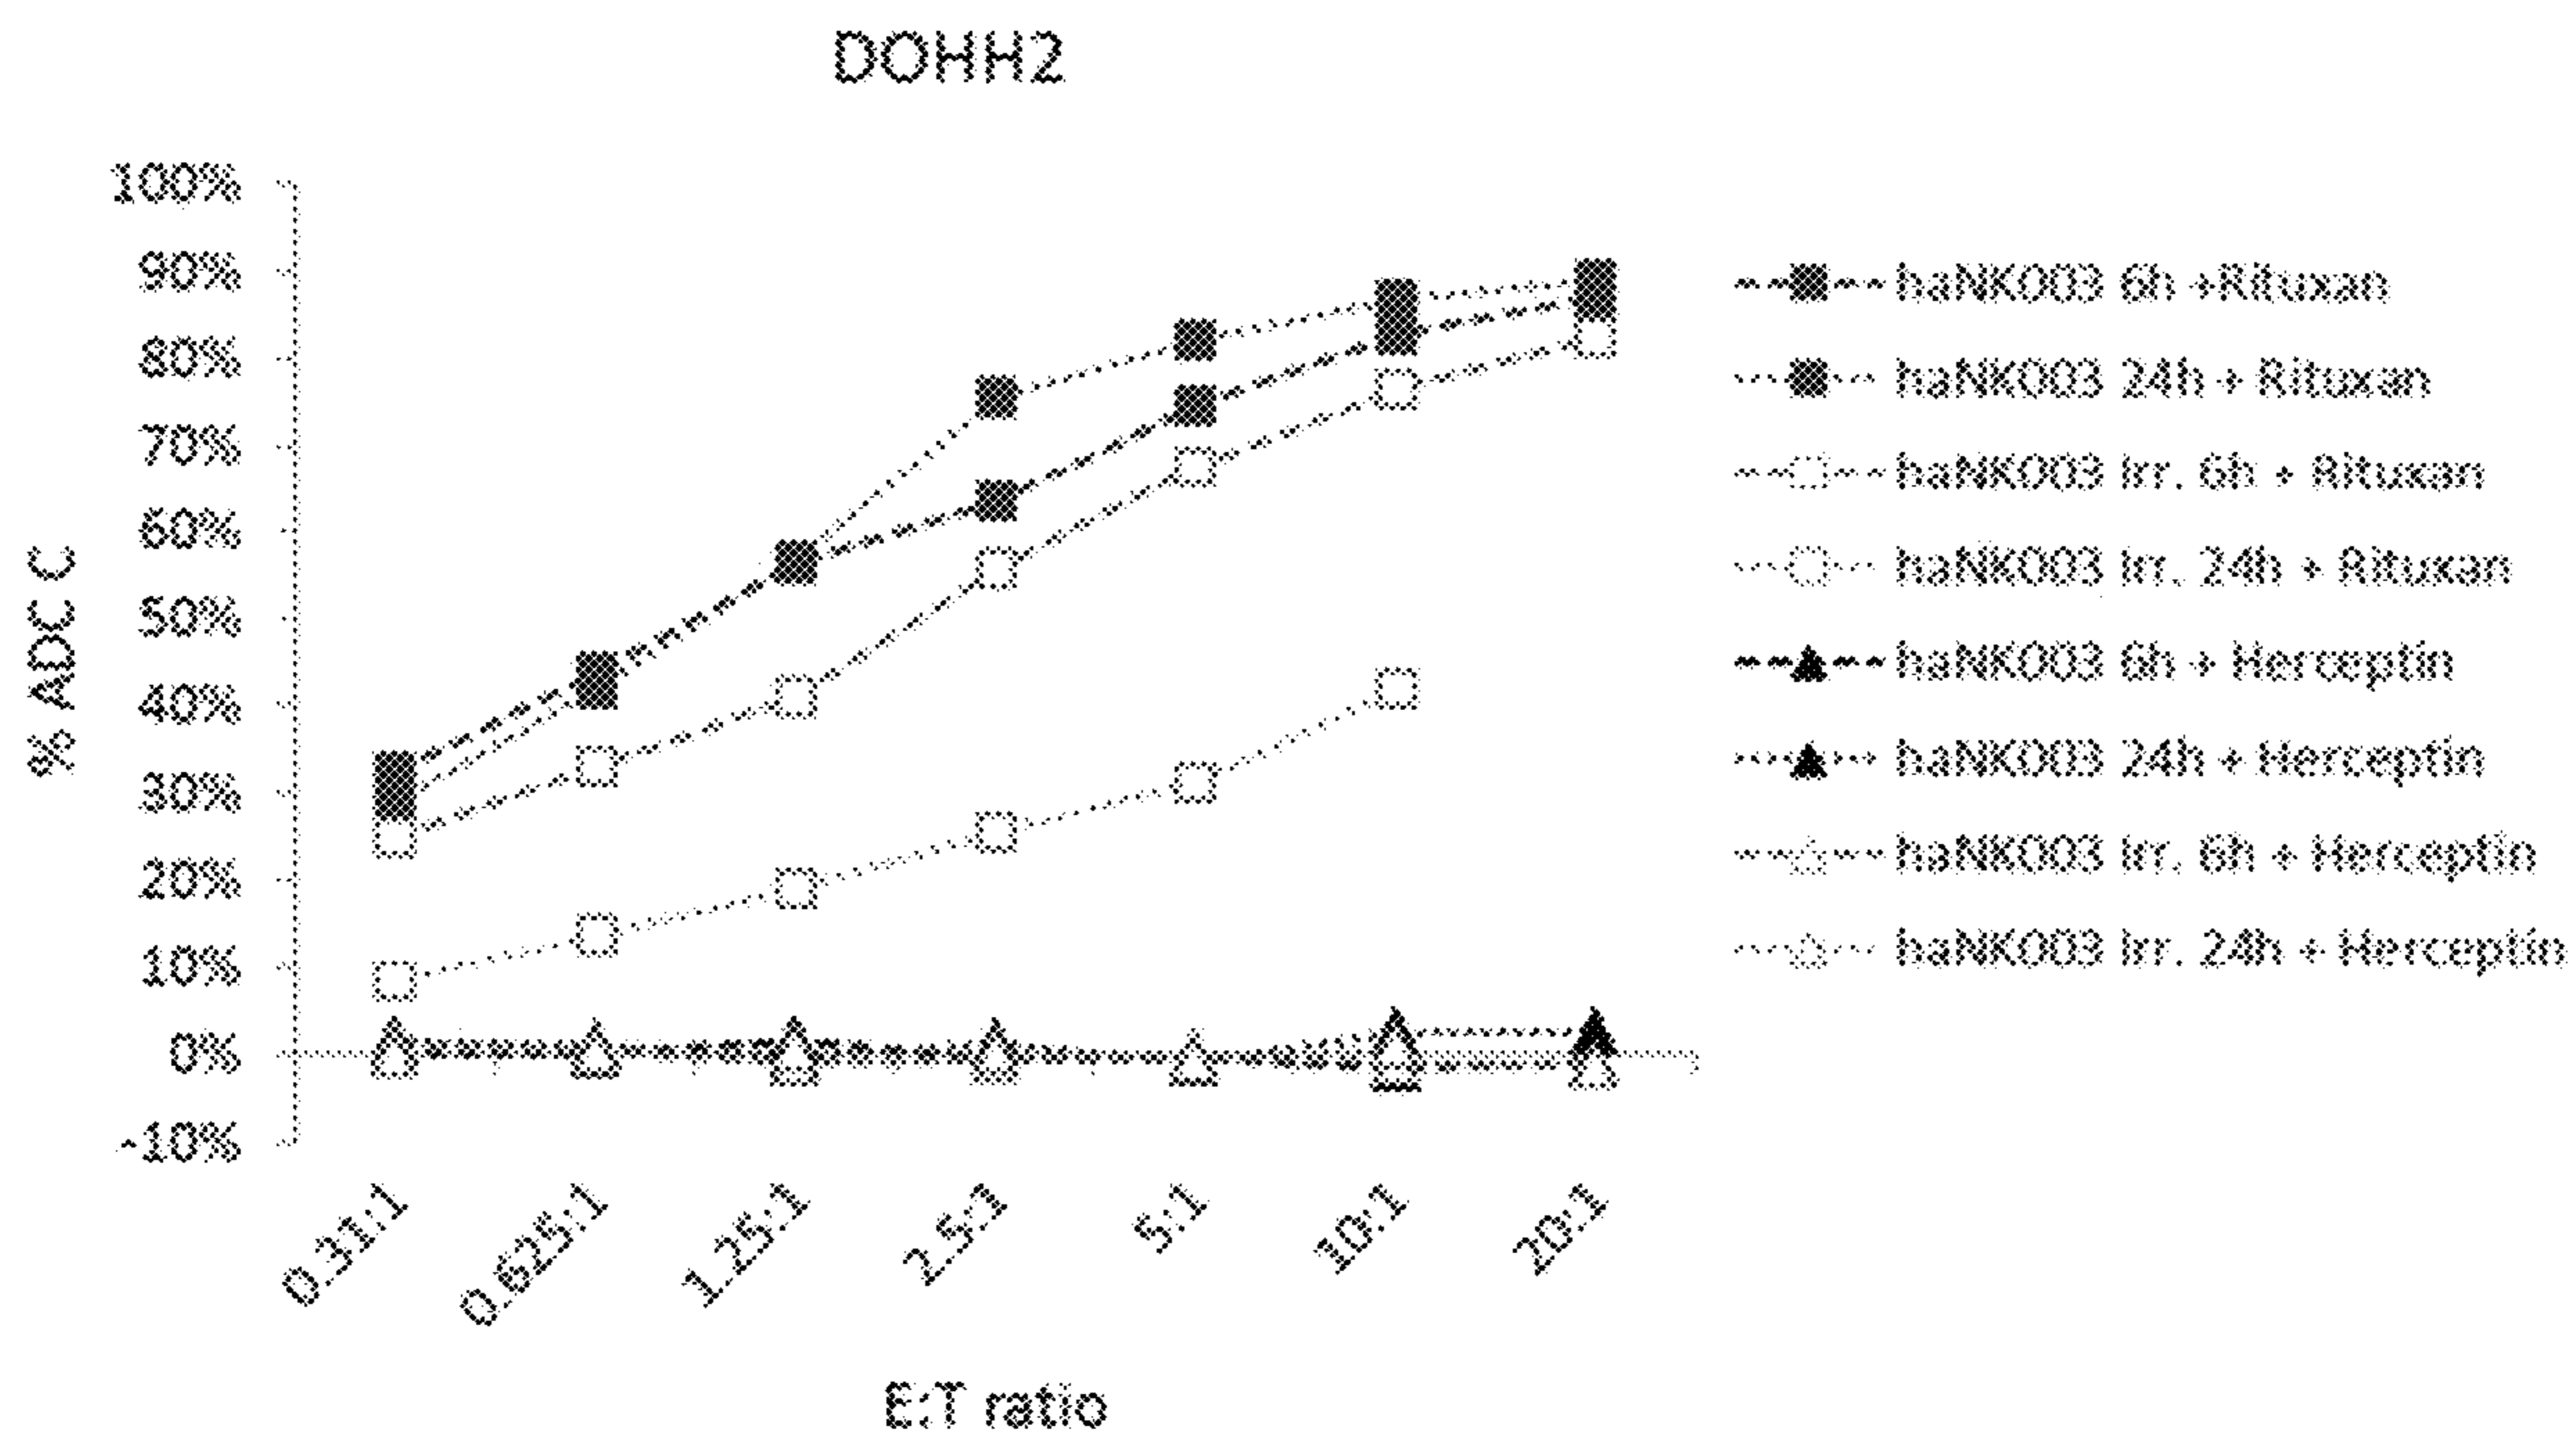 DOHH2
100%
90%
80%
70%
60%
50%
40%
30%
20%
10%
0%
-10%
% ADC C
0.31:1
0.625:1
1.25:1
2.5:1
5:1
10:1
20:1
E:T ratio
haNK003 6h +Rituxan
haNK003 24h + Rituxan
haNK003 Irr. 6h + Rituxan
haNK003 Irr. 24h + Rituxan
haNK003 6h + Herceptin
haNK003 24h + Herceptin
haNK003 Irr. 6h + Herceptin
haNK003 Irr. 24h + Herceptin